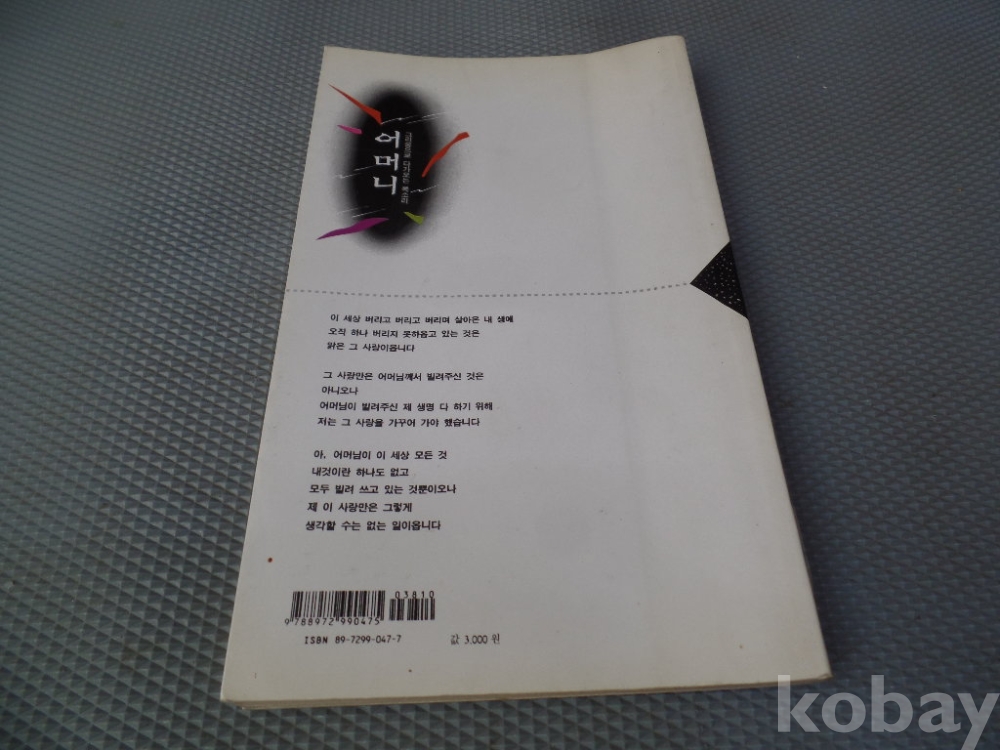 어머니
이 세상 버리고 버리고 버리며 살아온 내 생애
오직 하나 버리지 못하옵고 있는 것은
맑은 그 사랑이옵니다
그 사랑만은 어머님께서 빌려주신 것은
아니오나
어머님이 빌려주신 제 생명 다 하기 위해
저는 그 사랑을 가꾸어 가야 했습니다
아, 어머님이 이 세상 모든 것
내것이란 하나도 없고
모두 빌려 쓰고 있는 것뿐이오나
제 이 사랑만은 그렇게
생각할 수는 없는 일이옵니다
03810
9788972990475
ISBN 89-7299-047-7 값 3,000 원
kobay